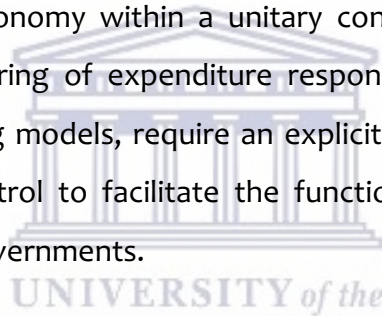 onomy within a unitary con
ring of expenditure respon
g models, require an explicit
trol to facilitate the functio
vernments.
UNIVERSITY of the